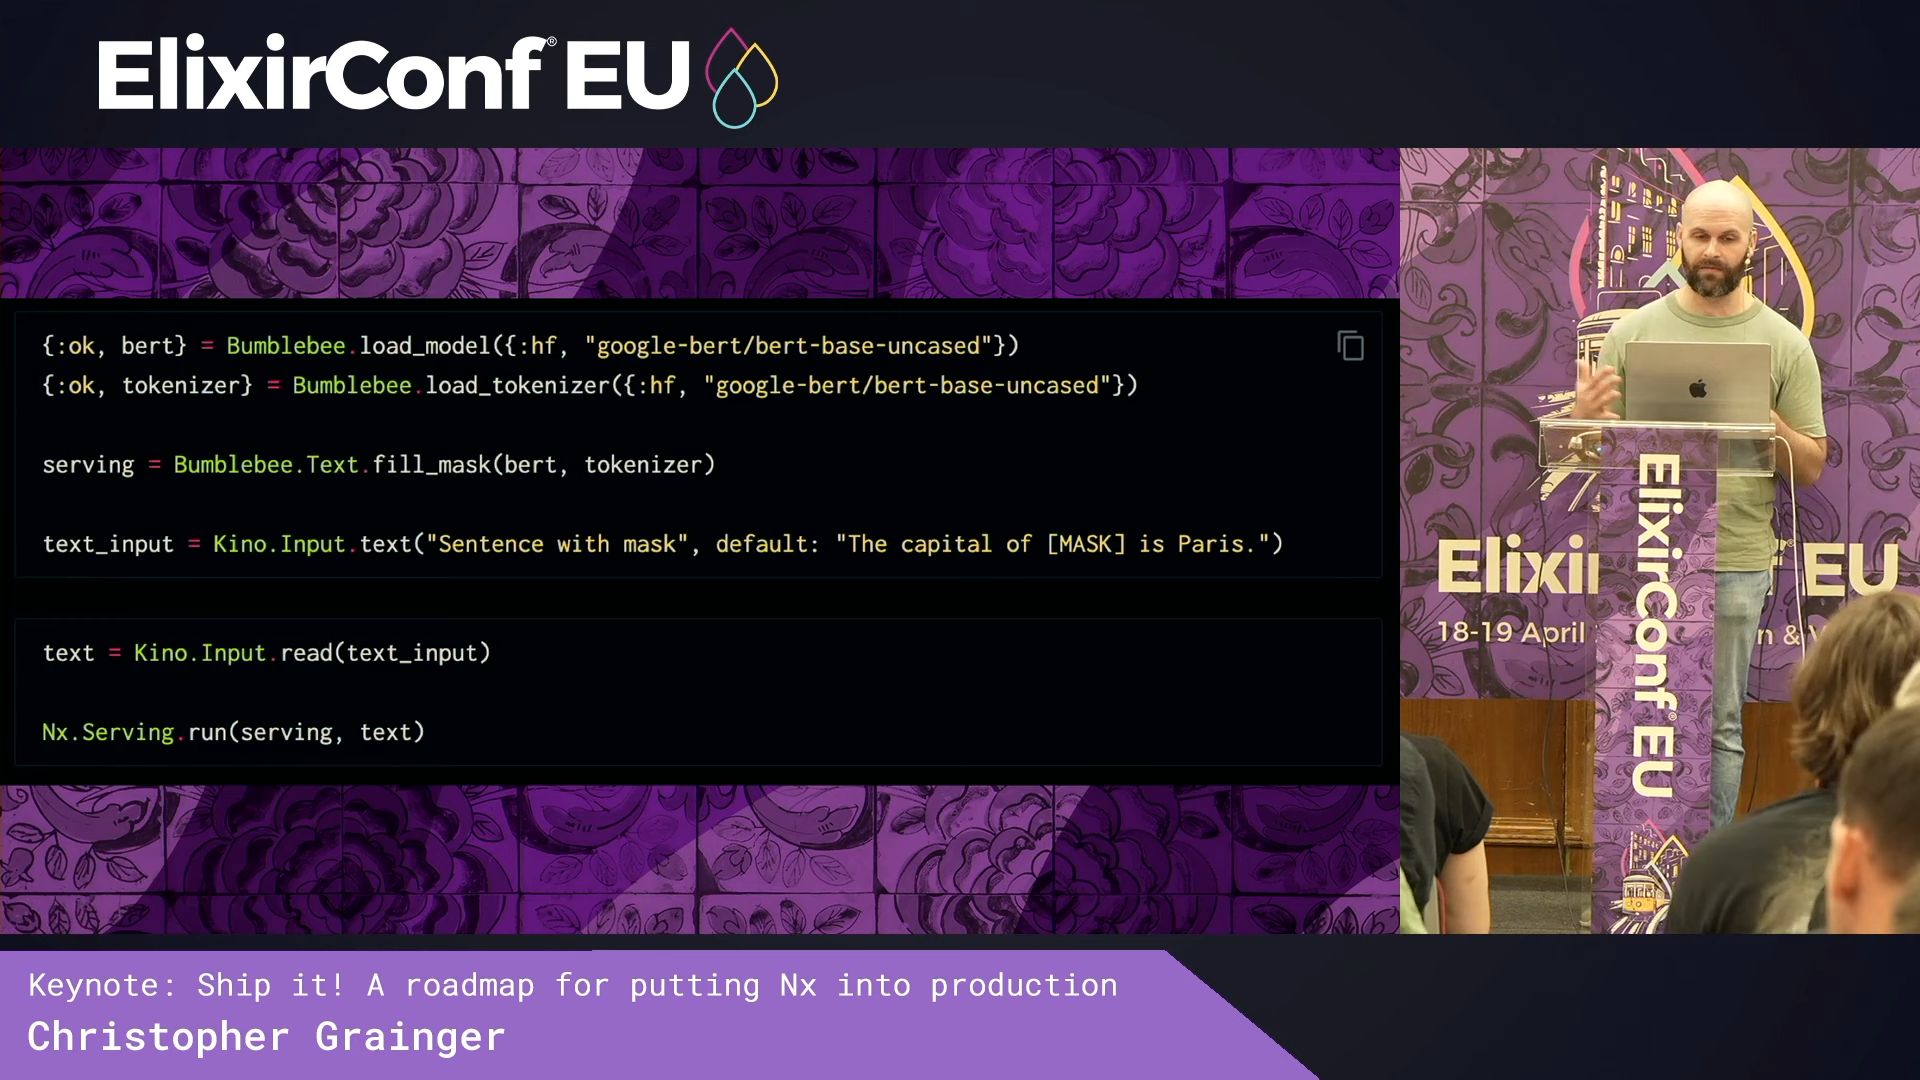 ElixirConf® EU
{:ok, bert} = Bumblebee.load_model({:hf, "google-bert/bert-base-uncased"})
{:ok, tokenizer} = Bumblebee.load_tokenizer({:hf, "google-bert/bert-base-uncased"})
serving = Bumblebee.Text.fill_mask(bert, tokenizer)
text_input = Kino.Input.text("Sentence with mask", default: "The capital of [MASK] is Paris.")
text = Kino.Input.read(text_input)
Nx.Serving.run(serving, text)
ElixirConf® EU
Elixi EU
18-19 April
Keynote: Ship it! A roadmap for putting Nx into production
Christopher Grainger